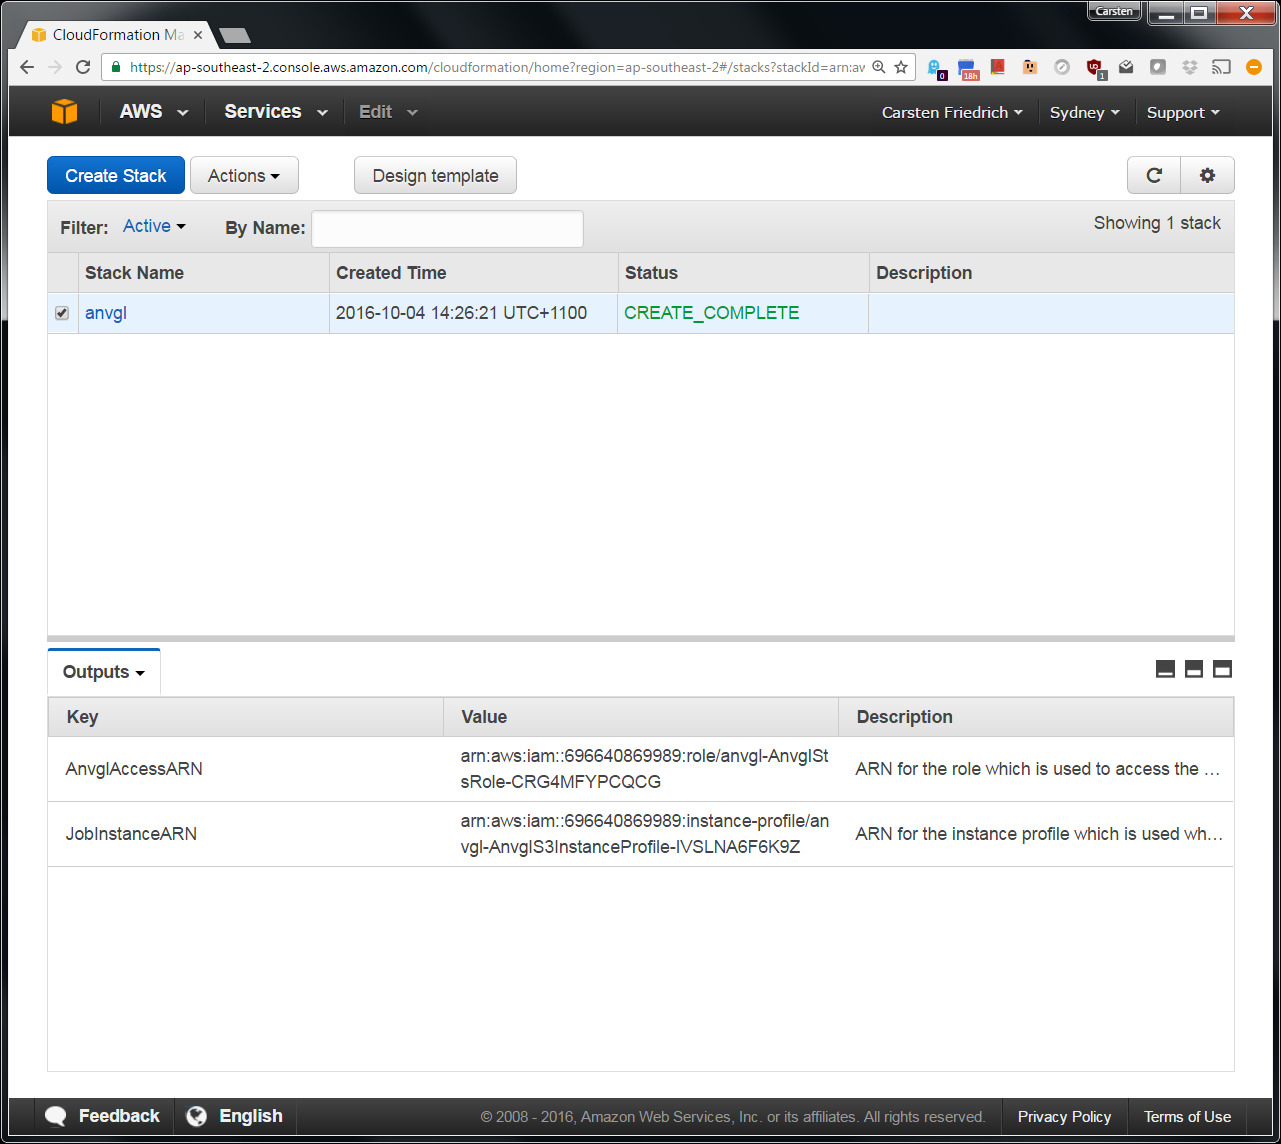 Carsten
CloudFormation Ma
https://ap-southeast-2.console.aws.amazon.com/cloudformation/home?region=ap-southeast-2#/stacks?stackId=arn:aw
0
18h
1
AWS Services Edit Carsten Friedrich Sydney Support
Create Stack Actions Design template
Filter: Active By Name: Showing 1 stack
Stack Name Created Time Status Description
anvgl 2016-10-04 14:26:21 UTC+1100 CREATE_COMPLETE
Outputs
Key Value Description
AnvglAccessARN arn:aws:iam::696640869989:role/anvgl-AnvglSt ARN for the role which is used to access the ...
sRole-CRG4MFYPCQCG
JobInstanceARN arn:aws:iam::696640869989:instance-profile/an ARN for the instance profile which is used wh...
vgl-AnvglS3InstanceProfile-IVSLNA6F6K9Z
Feedback English © 2008 - 2016, Amazon Web Services, Inc. or its affiliates. All rights reserved. Privacy Policy Terms of Use